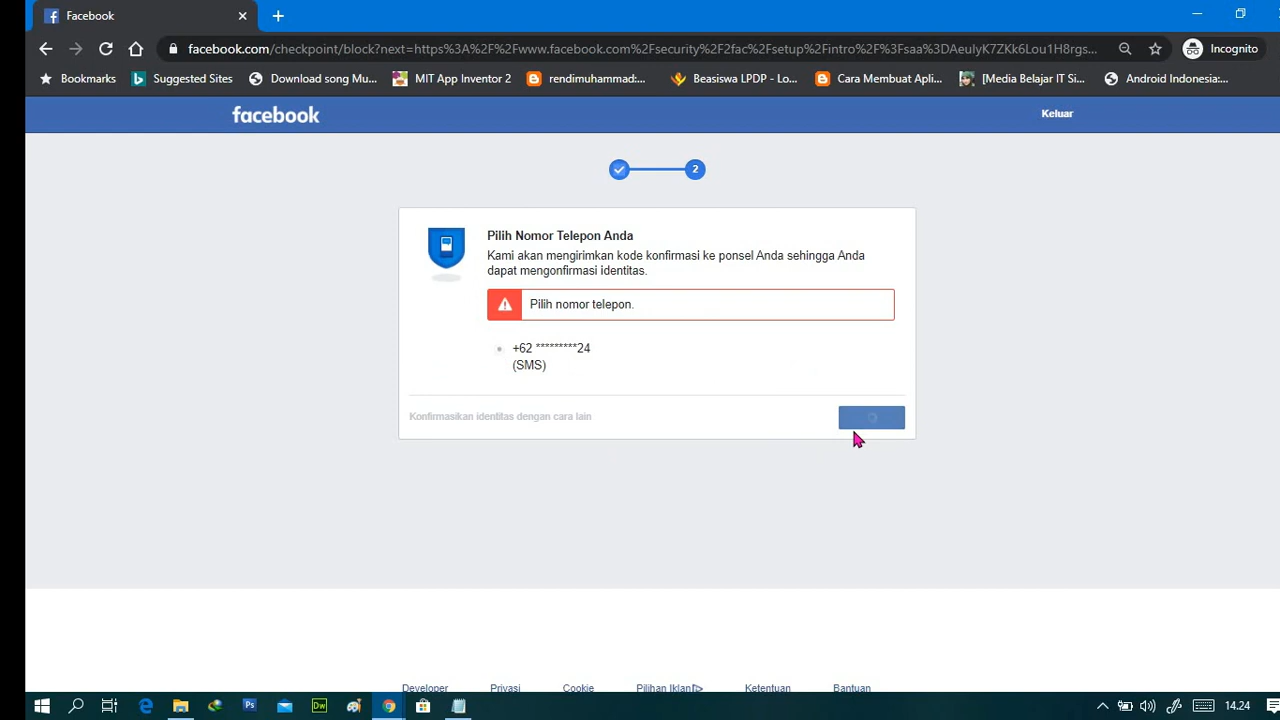 Facebook
facebook.com/checkpoint/block?next=https%3A%2F%2Fwww.facebook.com%2Fsecurity%2Ffac%2Fsetup%2Fintro%2F%3Fsaa%3DAeulyK7ZKk6Lou1H8rgs...
Incognito
Bookmarks
Suggested Sites
Download song Mu...
MIT App Inventor 2
rendimuhammad:...
Beasiswa LPDP - Lo...
Cara Membuat Apli...
[Media Belajar IT Si...
Android Indonesia:...
facebook
Keluar
2
Pilih Nomor Telepon Anda
Kami akan mengirimkan kode konfirmasi ke ponsel Anda sehingga Anda
dapat mengonfirmasi identitas.
Pilih nomor telepon.
+62 *********24
(SMS)
Konfirmasikan identitas dengan cara lain
Developer
Privasi
Cookie
Pilihan Iklan
Ketentuan
Bantuan
Ps
Dw
14.24